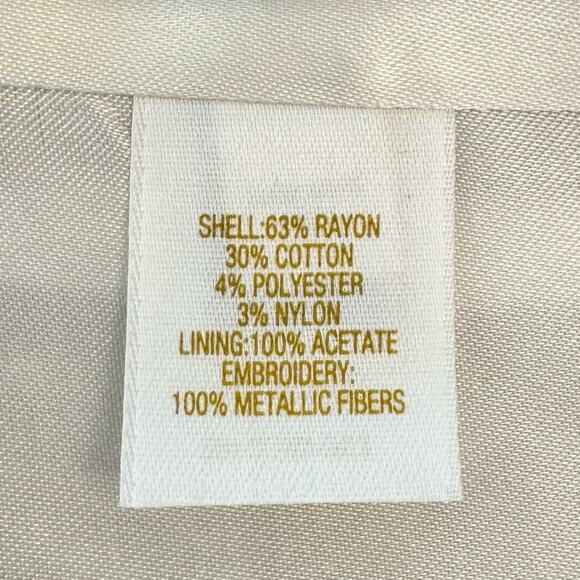 SHELL:63% RAYON
30% COTTON
4% POLYESTER
3% NYLON
LINING:100% ACETATE
EMBROIDERY:
100% METALLIC FIBERS